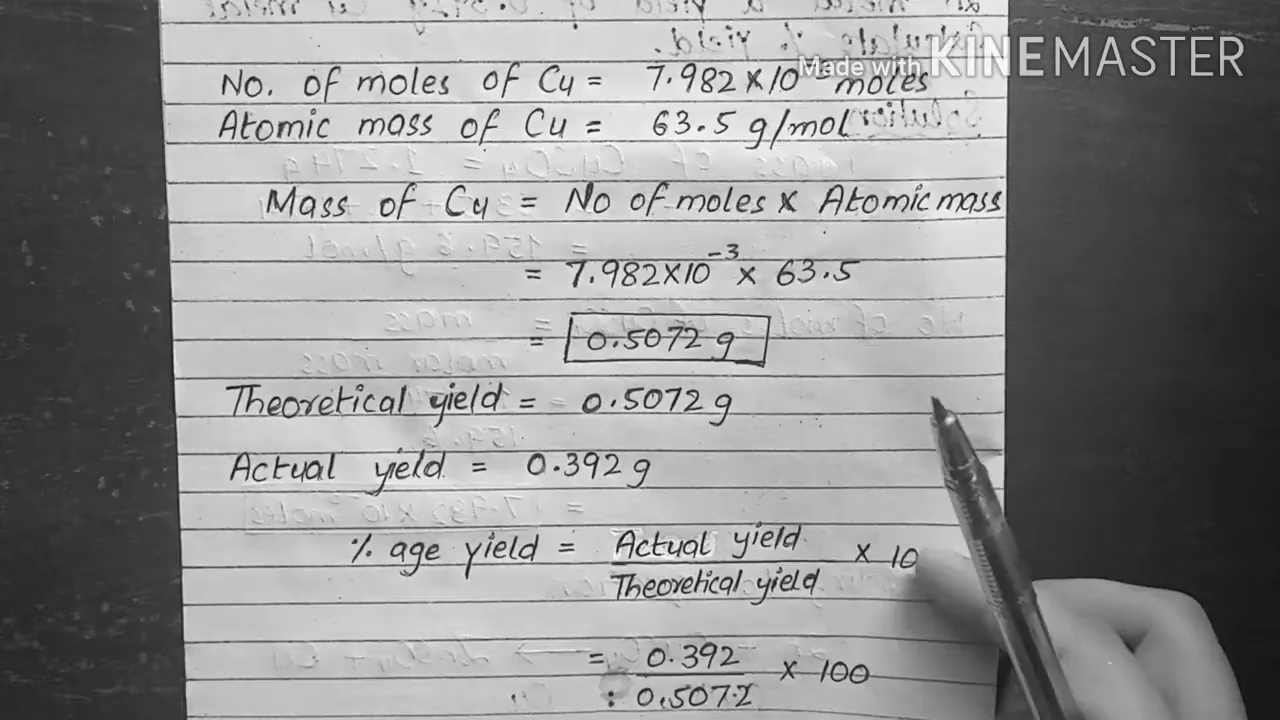 Made with KINEMASTER
No. of moles of Cu = 7.982×10⁻³ moles
Atomic mass of Cu = 63.5 g/mol
Mass of Cu = No of moles × Atomic mass
= 7.982×10⁻³ × 63.5
= 0.5072 g
Theoretical yield = 0.5072 g
Actual yield = 0.392 g
% age yield = Actual yield / Theoretical yield × 10
= 0.392 / 0.5072 × 100